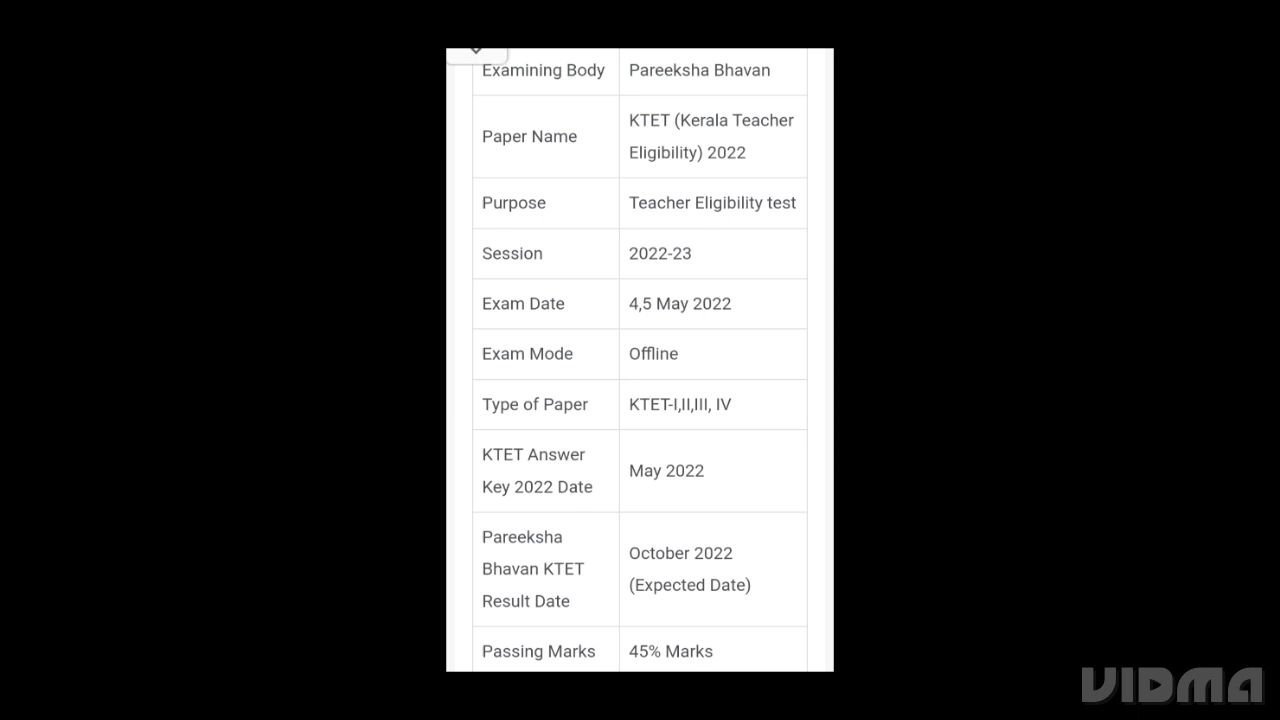 Examining Body
Pareeksha Bhavan
Paper Name
KTET (Kerala Teacher
Eligibility) 2022
Purpose
Teacher Eligibility test
Session
2022-23
Exam Date
4,5 May 2022
Exam Mode
Offline
Type of Paper
KTET-I,II,III, IV
KTET Answer
Key 2022 Date
May 2022
Pareeksha
Bhavan KTET
Result Date
October 2022
(Expected Date)
Passing Marks
45% Marks
VIDMA